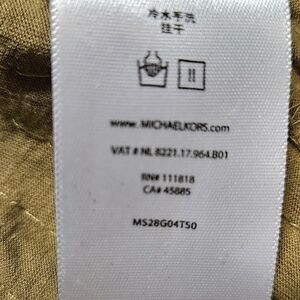 冷水手洗
挂干
www.MICHAELKORS.com
VAT # NL 8221.17.964.B01
RN# 111818
CA# 45885
MS28G04T50